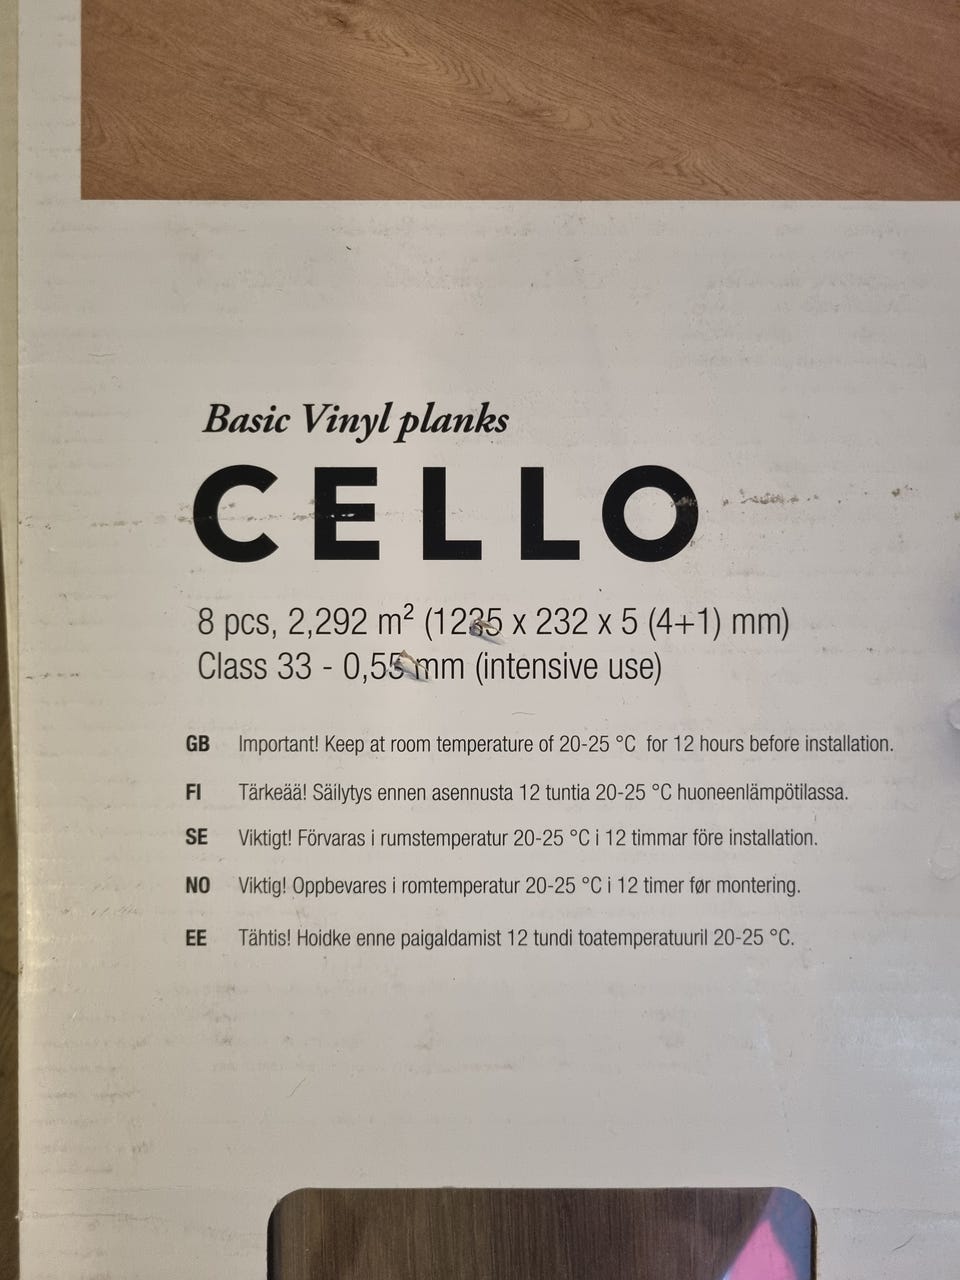 Basic Vinyl planks
CELLO
8 pcs, 2,292 m² (1235 x 232 x 5 (4+1) mm)
Class 33 - 0,55 mm (intensive use)
GB Important! Keep at room temperature of 20-25 °C for 12 hours before installation.
FI Tärkeää! Säilytys ennen asennusta 12 tuntia 20-25 °C huoneenlämpötilassa.
SE Viktigt! Förvaras i rumstemperatur 20-25 °C i 12 timmar före installation.
NO Viktig! Oppbevares i romtemperatur 20-25 °C i 12 timer før montering.
EE Tähtis! Hoidke enne paigaldamist 12 tundi toatemperatuuril 20-25 °C.